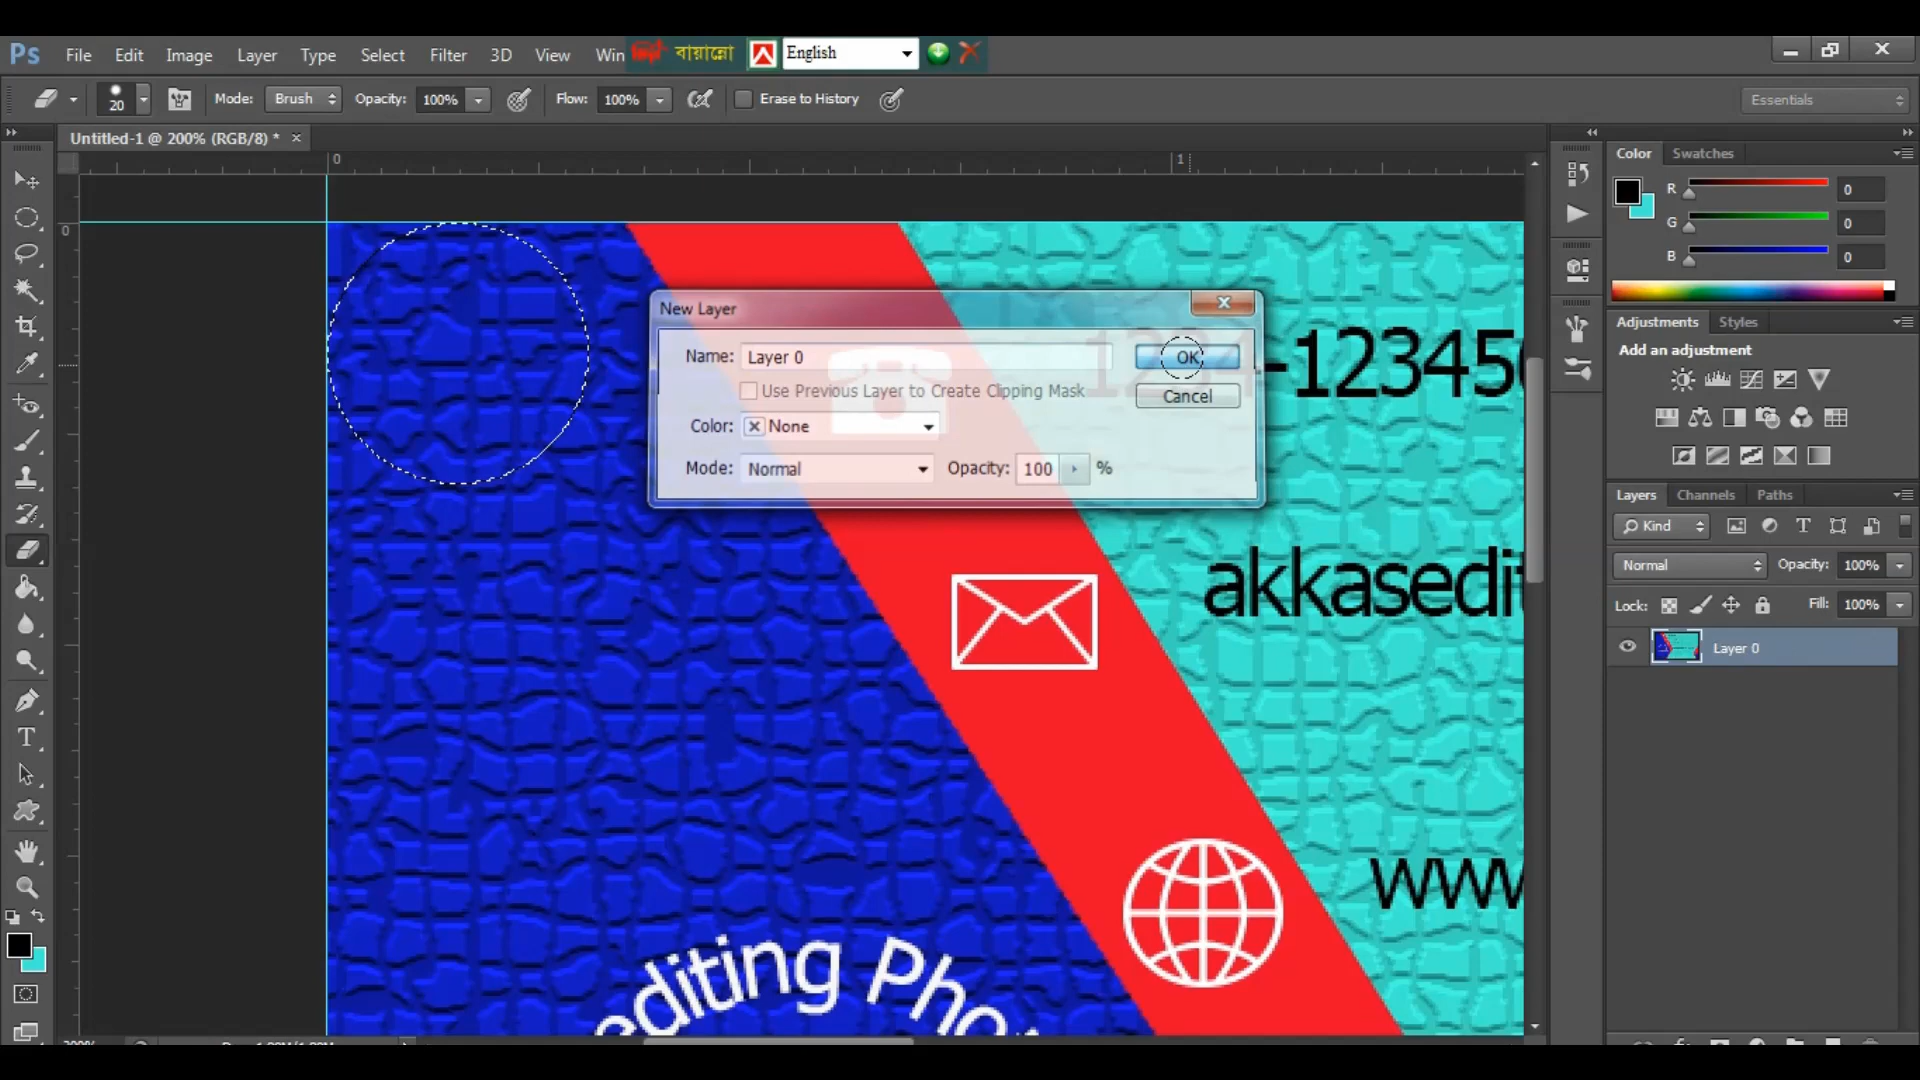 Ps File Edit Image Layer Type Select Filter 3D View Win বায়ান্নো English
20 Mode: Brush Opacity: 100% Flow: 100% Erase to History Essentials
Untitled-1 @ 200% (RGB/8) *
0 1
0
New Layer
Name: Layer 0 OK
Use Previous Layer to Create Clipping Mask
Cancel
Color: None
Mode: Normal Opacity: 100 %
akkasedit
www
editing Pho
Color Swatches
R 0
G 0
B 0
Adjustments Styles
Add an adjustment
Layers Channels Paths
Kind
Normal Opacity: 100%
Lock: Fill: 100%
Layer 0